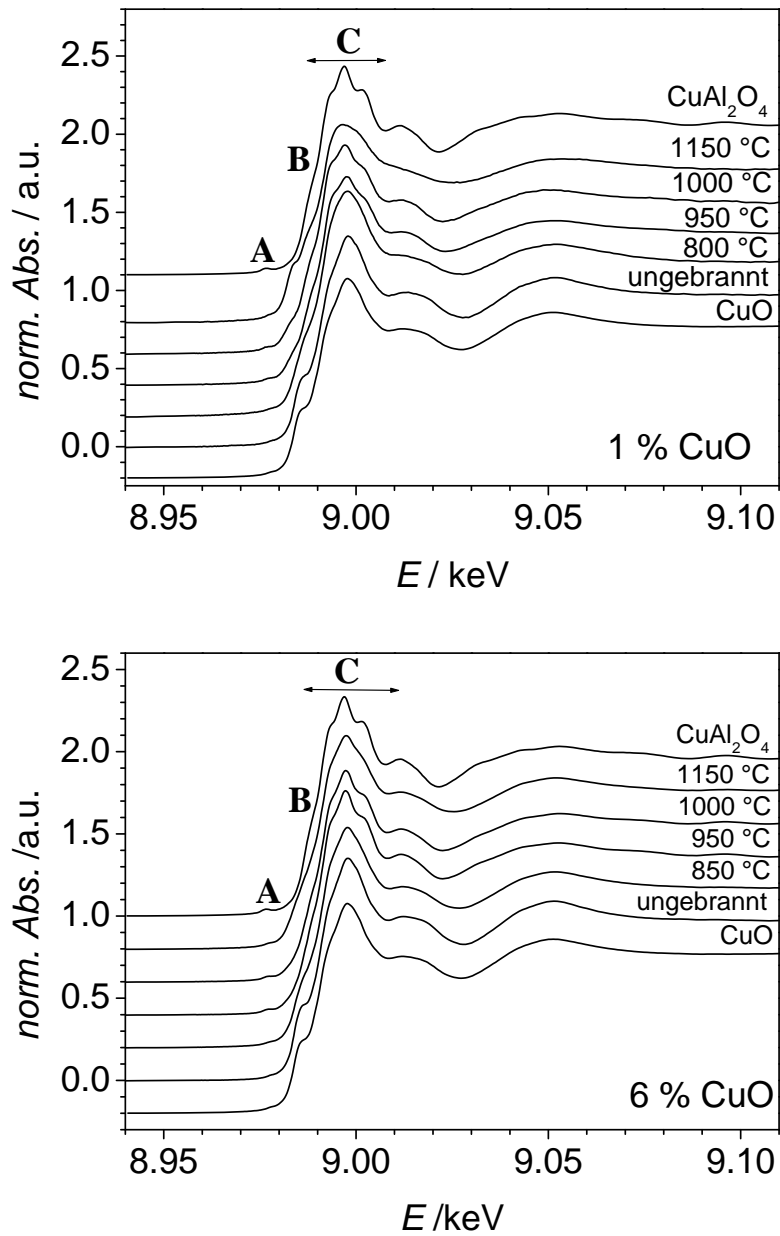 C
B
A
CuAl2O4
1150 °C
1000 °C
950 °C
800 °C
ungebrannt
CuO
1 % CuO
2.5
2.0
1.5
1.0
0.5
0.0
norm. Abs. / a.u.
8.95 9.00 9.05 9.10
E / keV
C
B
A
CuAl2O4
1150 °C
1000 °C
950 °C
850 °C
ungebrannt
CuO
6 % CuO
2.5
2.0
1.5
1.0
0.5
0.0
norm. Abs. /a.u.
8.95 9.00 9.05 9.10
E /keV